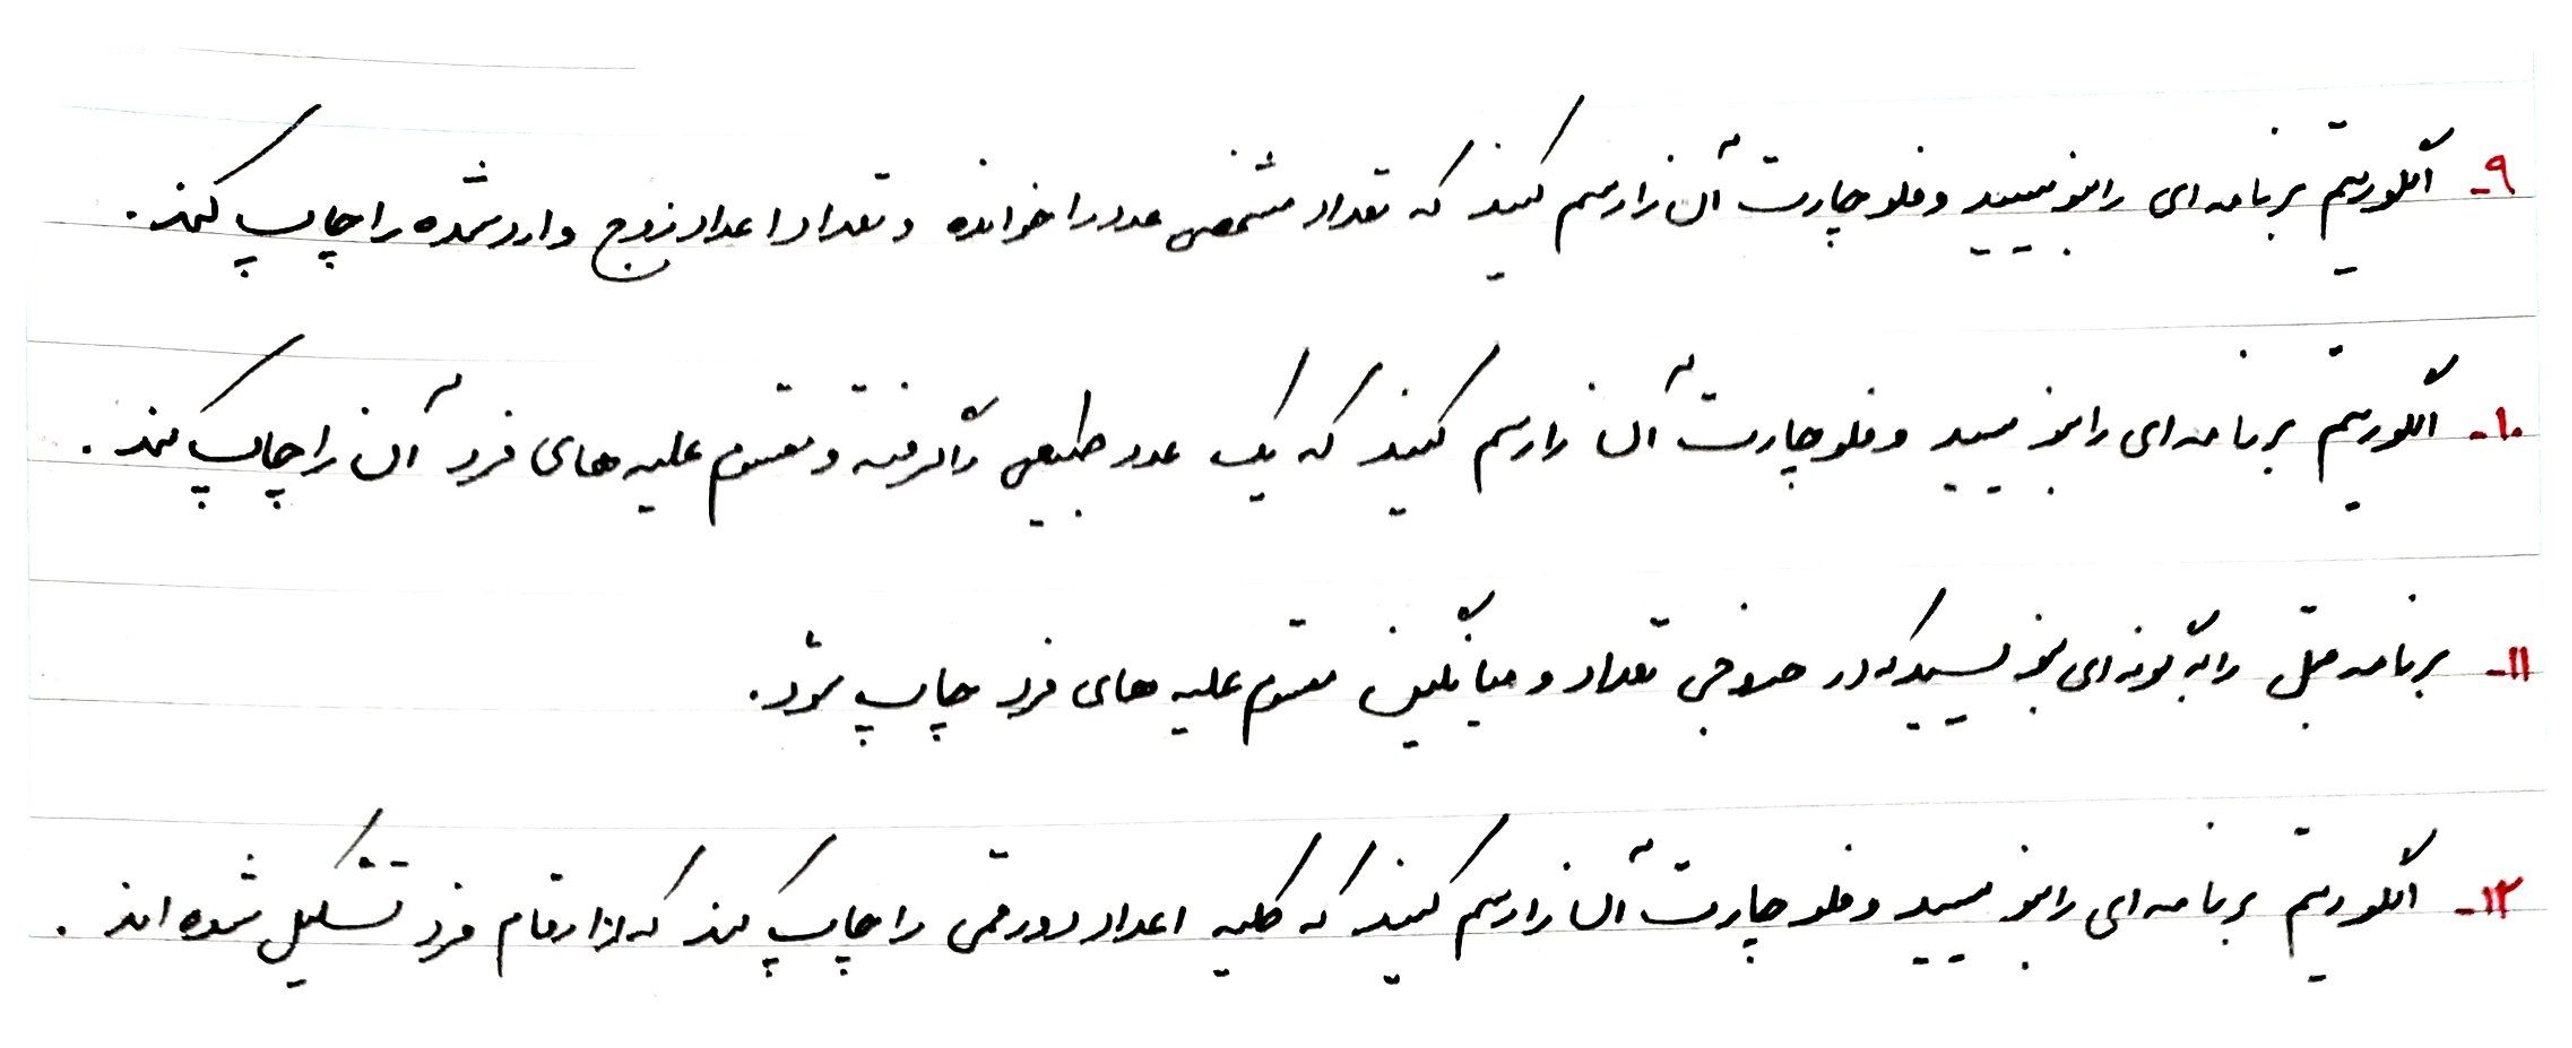 ۹- الگوریتم برنامه ای را بنویسید و فلوچارت آن را رسم کنید که تعداد مشخصی عدد را خوانده و تعداد اعداد زوج وارد شده را چاپ کند.
۱۰- الگوریتم برنامه ای را بنویسید و فلوچارت آن را رسم کنید که یک عدد طبیعی را گرفته و مقسوم علیه های فرد آن را چاپ کند.
۱۱- برنامه قبل را به گونه ای بنویسید که در خروجی تعداد و میانگین مقسوم علیه های فرد چاپ شود.
۱۲- الگوریتم برنامه ای را بنویسید و فلوچارت آن را رسم کنید که کلیه اعداد دورقمی را چاپ کند که از ارقام فرد تشکیل شده اند.